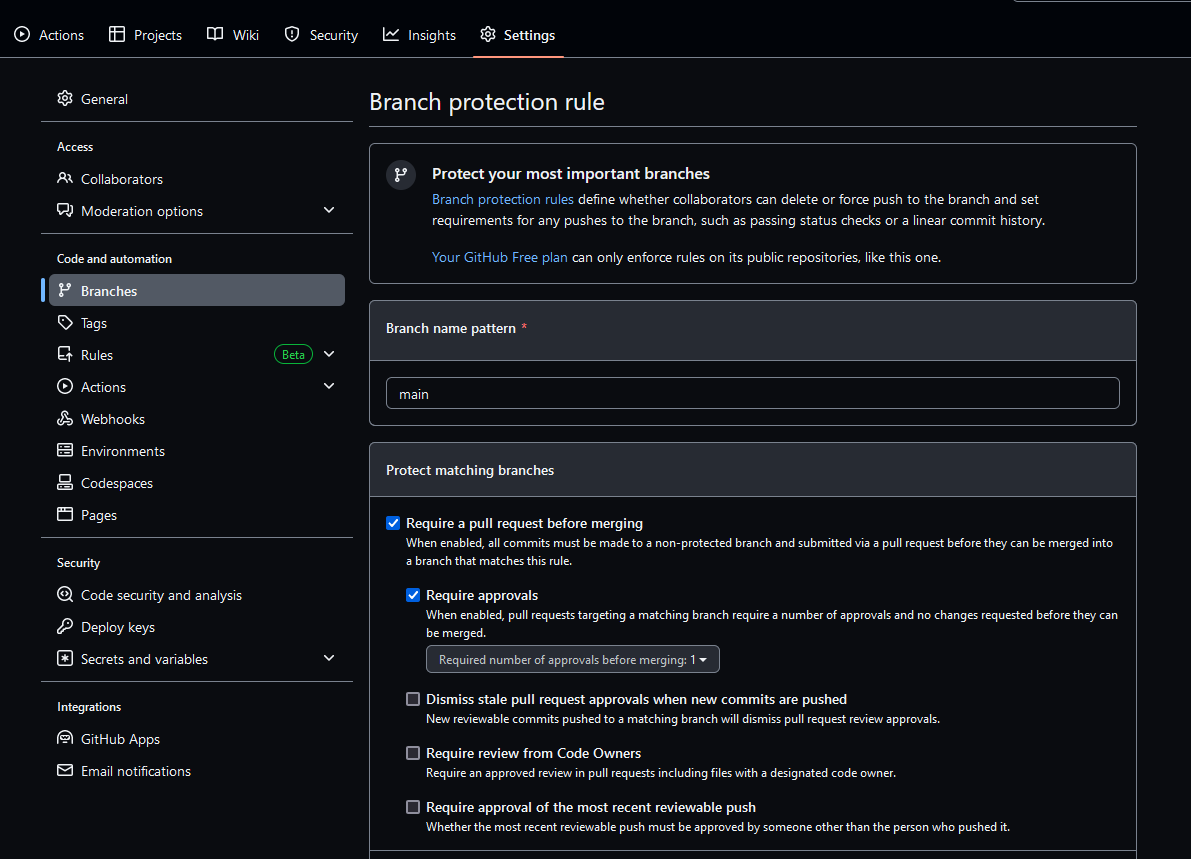 Actions Projects Wiki Security Insights Settings
General
Access
Collaborators
Moderation options
Code and automation
Branches
Tags
Rules Beta
Actions
Webhooks
Environments
Codespaces
Pages
Security
Code security and analysis
Deploy keys
Secrets and variables
Integrations
GitHub Apps
Email notifications
Branch protection rule
Protect your most important branches
Branch protection rules define whether collaborators can delete or force push to the branch and set
requirements for any pushes to the branch, such as passing status checks or a linear commit history.
Your GitHub Free plan can only enforce rules on its public repositories, like this one.
Branch name pattern *
main
Protect matching branches
Require a pull request before merging
When enabled, all commits must be made to a non-protected branch and submitted via a pull request before they can be merged into
a branch that matches this rule.
Require approvals
When enabled, pull requests targeting a matching branch require a number of approvals and no changes requested before they can
be merged.
Required number of approvals before merging: 1
Dismiss stale pull request approvals when new commits are pushed
New reviewable commits pushed to a matching branch will dismiss pull request review approvals.
Require review from Code Owners
Require an approved review in pull requests including files with a designated code owner.
Require approval of the most recent reviewable push
Whether the most recent reviewable push must be approved by someone other than the person who pushed it.